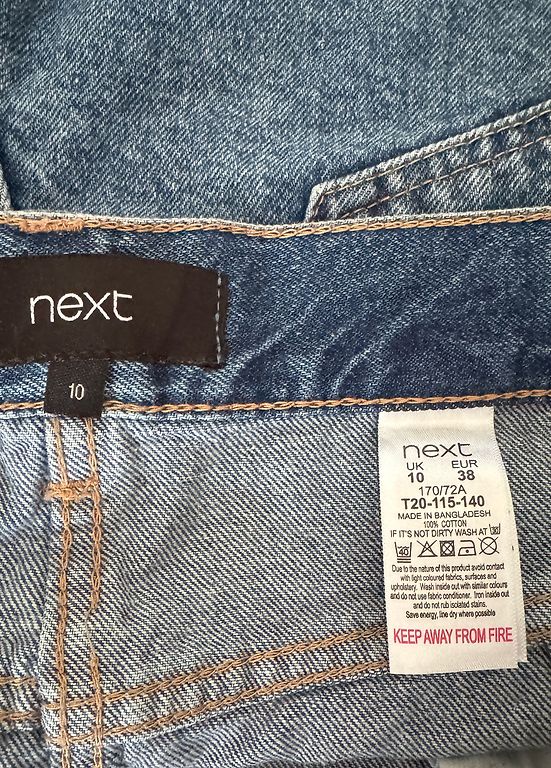 next
10
next
UK EUR
10 38
170/72A
T20-115-140
MADE IN BANGLADESH
100% COTTON
IF IT'S NOT DIRTY WASH AT 30
40
Due to the nature of this product avoid contact
with light coloured fabrics, surfaces and
upholstery. Wash inside out with similar colours
and do not use fabric conditioner. Iron inside out
and do not rub isolated stains.
Save energy, line dry where possible
KEEP AWAY FROM FIRE